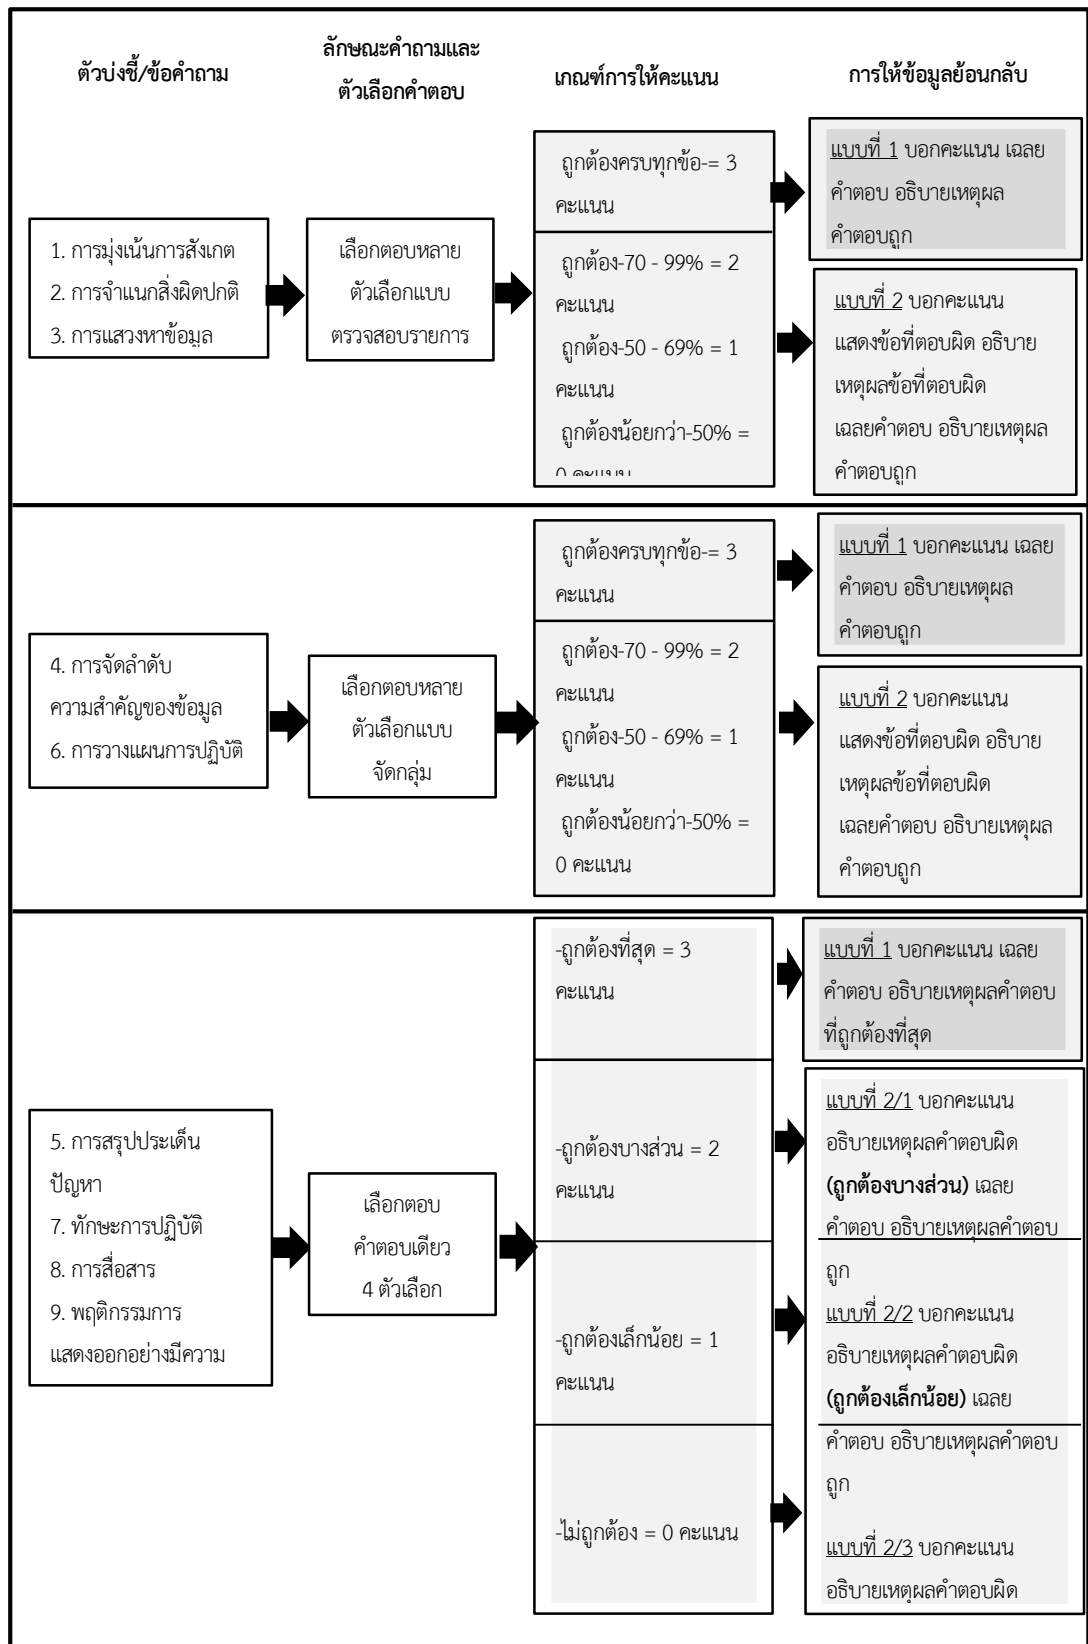 ตัวบ่งชี้/ข้อคำถาม
ลักษณะคำถามและ
ตัวเลือกคำตอบ
เกณฑ์การให้คะแนน
การให้ข้อมูลย้อนกลับ
1. การมุ่งเน้นการสังเกต
2. การจำแนกสิ่งผิดปกติ
3. การแสวงหาข้อมูล
เลือกตอบหลาย
ตัวเลือกแบบ
ตรวจสอบรายการ
ถูกต้องครบทุกข้อ-= 3
คะแนน
ถูกต้อง-70 - 99% = 2
คะแนน
ถูกต้อง-50 - 69% = 1
คะแนน
ถูกต้องน้อยกว่า-50% =
0 คะแนน
แบบที่ 1 บอกคะแนน เฉลย
คำตอบ อธิบายเหตุผล
คำตอบถูก
แบบที่ 2 บอกคะแนน
แสดงข้อที่ตอบผิด อธิบาย
เหตุผลข้อที่ตอบผิด
เฉลยคำตอบ อธิบายเหตุผล
คำตอบถูก
4. การจัดลำดับ
ความสำคัญของข้อมูล
6. การวางแผนการปฏิบัติ
เลือกตอบหลาย
ตัวเลือกแบบ
จัดกลุ่ม
ถูกต้องครบทุกข้อ-= 3
คะแนน
ถูกต้อง-70 - 99% = 2
คะแนน
ถูกต้อง-50 - 69% = 1
คะแนน
ถูกต้องน้อยกว่า-50% =
0 คะแนน
แบบที่ 1 บอกคะแนน เฉลย
คำตอบ อธิบายเหตุผล
คำตอบถูก
แบบที่ 2 บอกคะแนน
แสดงข้อที่ตอบผิด อธิบาย
เหตุผลข้อที่ตอบผิด
เฉลยคำตอบ อธิบายเหตุผล
คำตอบถูก
5. การสรุปประเด็น
ปัญหา
7. ทักษะการปฏิบัติ
8. การสื่อสาร
9. พฤติกรรมการ
แสดงออกอย่างมีความ
เลือกตอบ
คำตอบเดียว
4 ตัวเลือก
-ถูกต้องที่สุด = 3
คะแนน
-ถูกต้องบางส่วน = 2
คะแนน
-ถูกต้องเล็กน้อย = 1
คะแนน
-ไม่ถูกต้อง = 0 คะแนน
แบบที่ 1 บอกคะแนน เฉลย
คำตอบ อธิบายเหตุผลคำตอบ
ที่ถูกต้องที่สุด
แบบที่ 2/1 บอกคะแนน
อธิบายเหตุผลคำตอบผิด
(ถูกต้องบางส่วน) เฉลย
คำตอบ อธิบายเหตุผลคำตอบ
ถูก
แบบที่ 2/2 บอกคะแนน
อธิบายเหตุผลคำตอบผิด
(ถูกต้องเล็กน้อย) เฉลย
คำตอบ อธิบายเหตุผลคำตอบ
ถูก
แบบที่ 2/3 บอกคะแนน
อธิบายเหตุผลคำตอบผิด